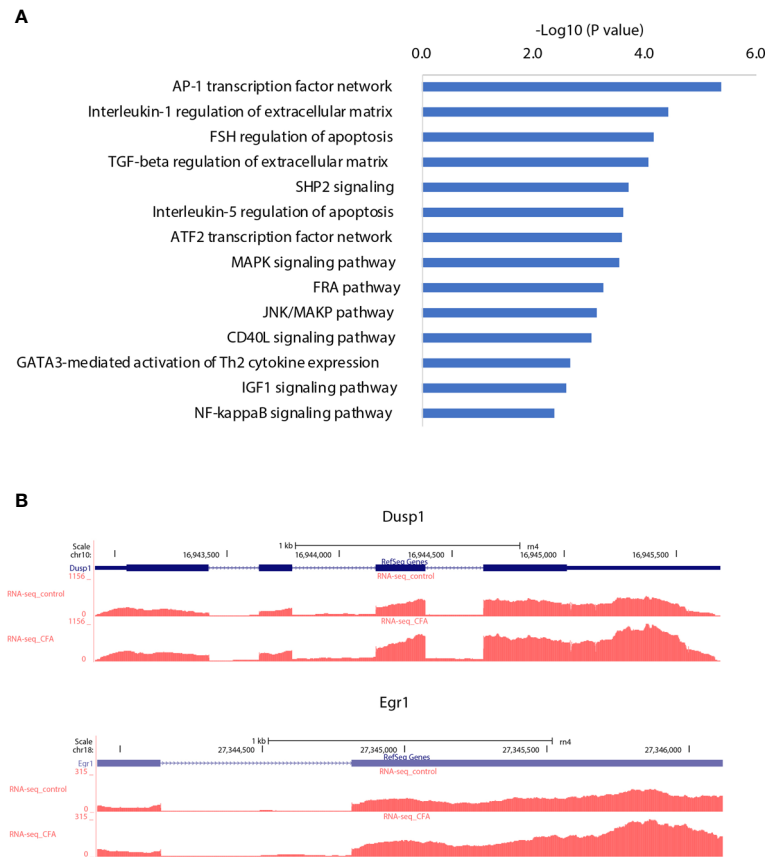 A
-Log10 (P value)
0.0 2.0 4.0 6.0
AP-1 transcription factor network
Interleukin-1 regulation of extracellular matrix
FSH regulation of apoptosis
TGF-beta regulation of extracellular matrix
SHP2 signaling
Interleukin-5 regulation of apoptosis
ATF2 transcription factor network
MAPK signaling pathway
FRA pathway
JNK/MAKP pathway
CD40L signaling pathway
GATA3-mediated activation of Th2 cytokine expression
IGF1 signaling pathway
NF-kappaB signaling pathway
B
Dusp1
Scale 1 kb rn4
chr10: 16,943,500 16,944,000 16,944,500 16,945,000 16,945,500
RefSeq Genes
Dusp1
1156 _ RNA-seq_control
RNA-seq_control
0
1156 _ RNA-seq_CFA
RNA-seq_CFA
0
Egr1
Scale 1 kb rn4
chr18: 27,344,500 27,345,000 27,345,500 27,346,000
RefSeq Genes
Egr1
315 _ RNA-seq_control
RNA-seq_control
0
315 _ RNA-seq_CFA
RNA-seq_CFA
0